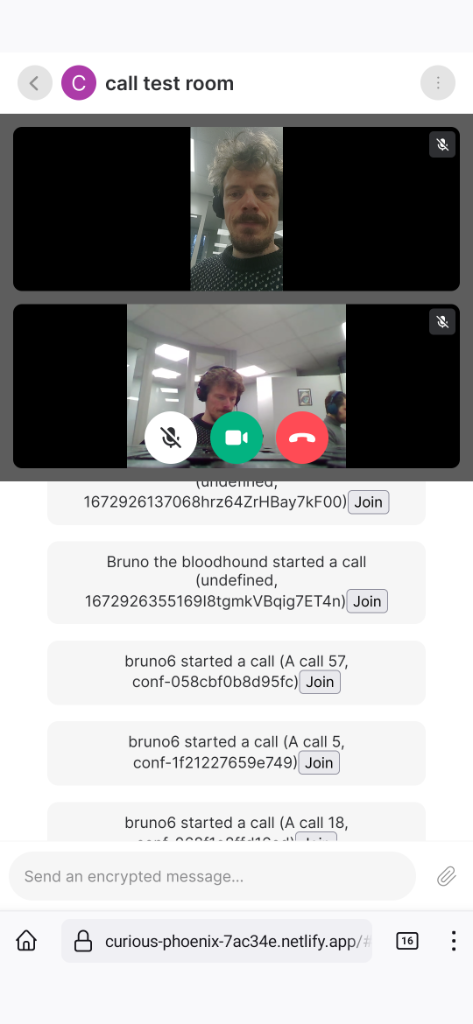 C call test room
(undefined,
1672926137068hrz64ZrHBay7kF00) Join
Bruno the bloodhound started a call
(undefined,
1672926355169I8tgmkVBqig7ET4n) Join
bruno6 started a call (A call 57,
conf-058cbf0b8d95fc) Join
bruno6 started a call (A call 5,
conf-1f21227659e749) Join
bruno6 started a call (A call 18,
Send an encrypted message...
curious-phoenix-7ac34e.netlify.app/#
16